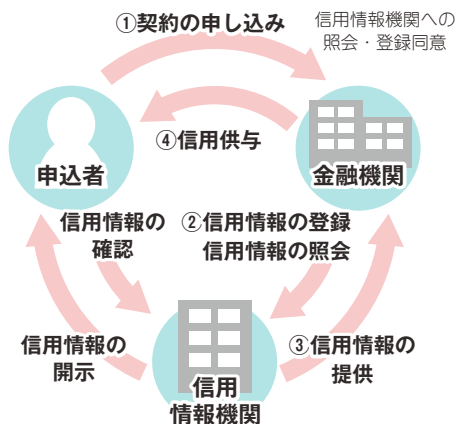 ①契約の申し込み
信用情報機関への
照会・登録同意
④信用供与
申込者
金融機関
信用情報の
確認
②信用情報の登録
信用情報の照会
信用情報の
開示
③信用情報の
提供
信用
情報機関